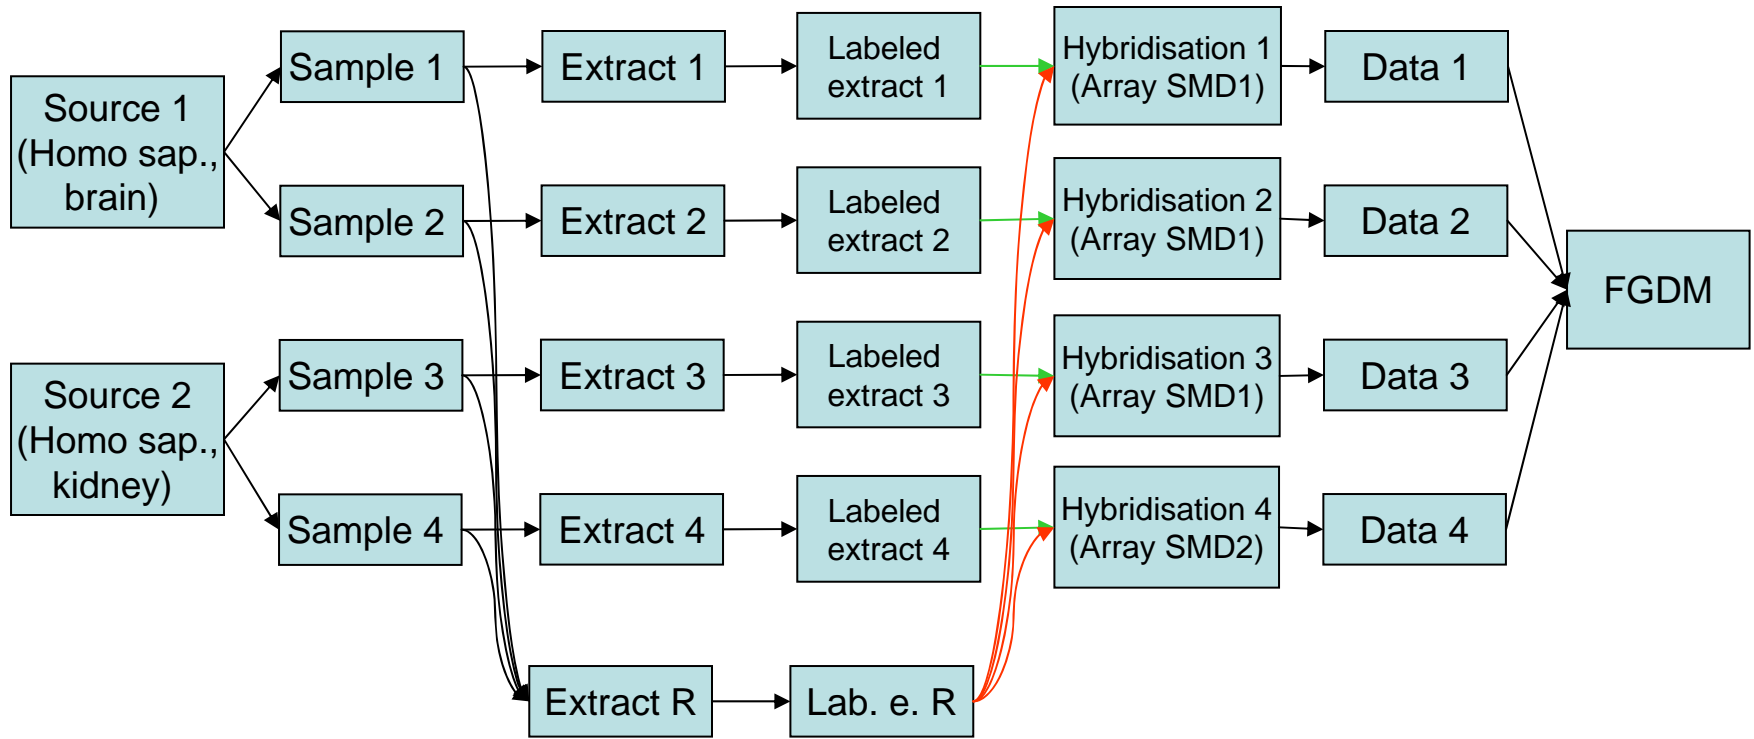 Source 1
(Homo sap.,
brain)
Sample 1
Extract 1
Labeled
extract 1
Hybridisation 1
(Array SMD1)
Data 1
Sample 2
Extract 2
Labeled
extract 2
Hybridisation 2
(Array SMD1)
Data 2
FGDM
Source 2
(Homo sap.,
kidney)
Sample 3
Extract 3
Labeled
extract 3
Hybridisation 3
(Array SMD1)
Data 3
Sample 4
Extract 4
Labeled
extract 4
Hybridisation 4
(Array SMD2)
Data 4
Extract R
Lab. e. R